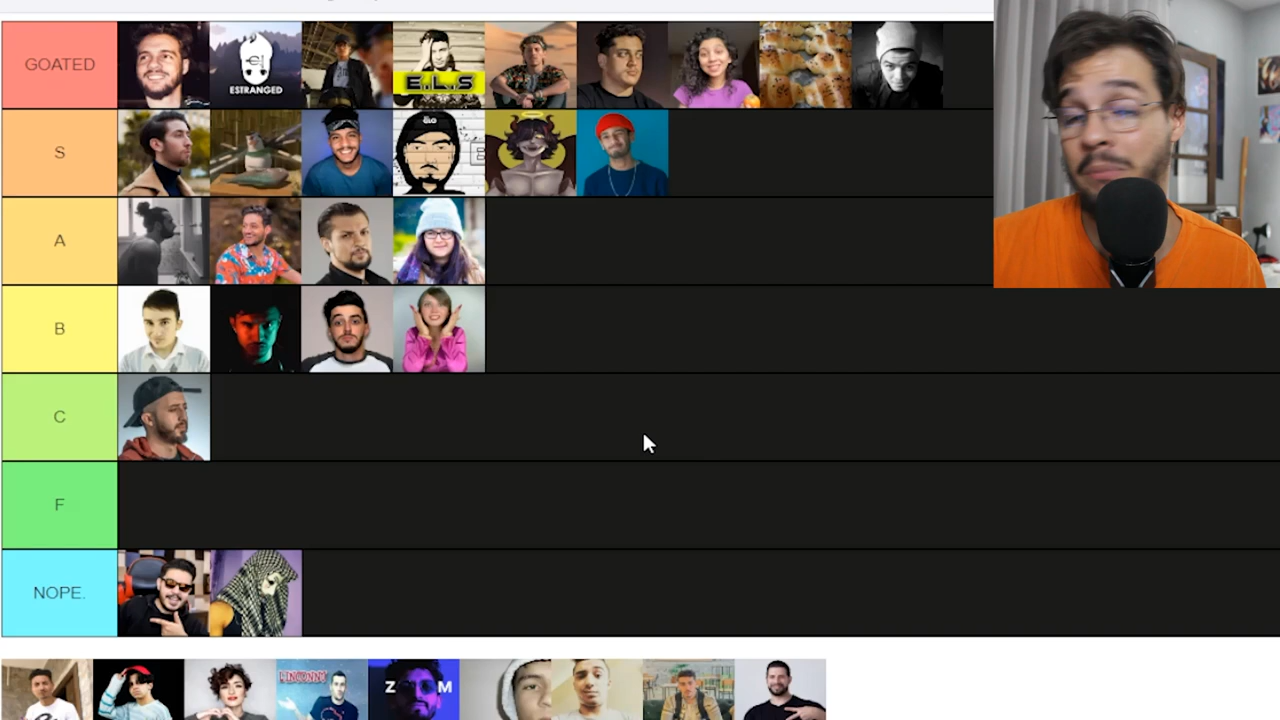 GOATED
ESTRANGED
E.L.S
S
A
B
C
F
NOPE.
L'INCONNU
Z M